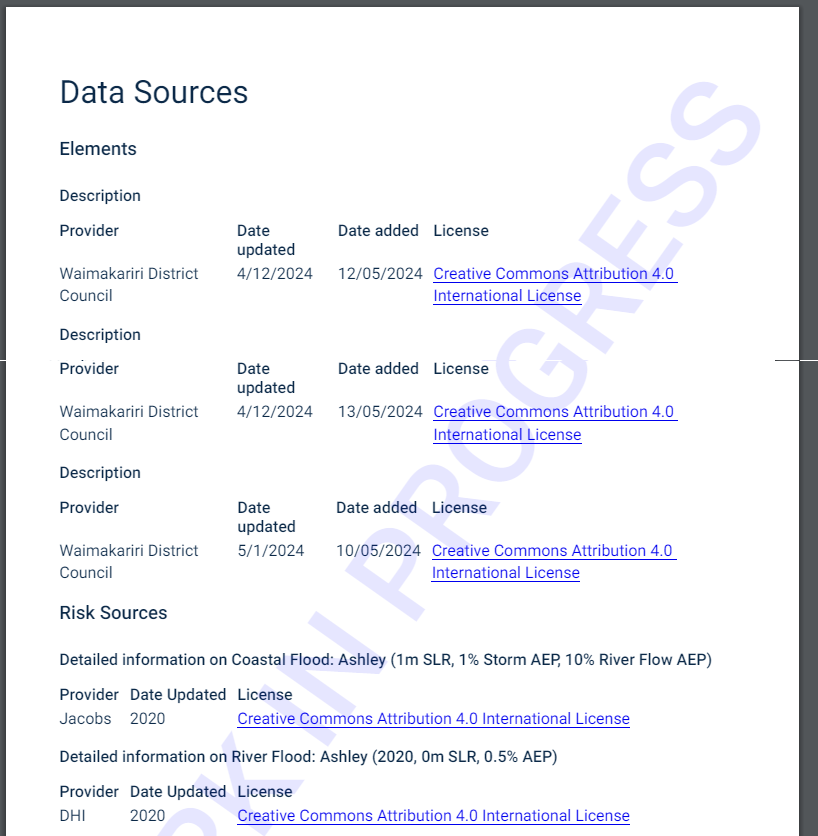 Data Sources
Elements
Description
Provider Date updated Date added License
Waimakariri District Council 4/12/2024 12/05/2024 Creative Commons Attribution 4.0 International License
Description
Provider Date updated Date added License
Waimakariri District Council 4/12/2024 13/05/2024 Creative Commons Attribution 4.0 International License
Description
Provider Date updated Date added License
Waimakariri District Council 5/1/2024 10/05/2024 Creative Commons Attribution 4.0 International License
Risk Sources
Detailed information on Coastal Flood: Ashley (1m SLR, 1% Storm AEP, 10% River Flow AEP)
Provider Date Updated License
Jacobs 2020 Creative Commons Attribution 4.0 International License
Detailed information on River Flood: Ashley (2020, 0m SLR, 0.5% AEP)
Provider Date Updated License
DHI 2020 Creative Commons Attribution 4.0 International License
RK IN PROGRESS